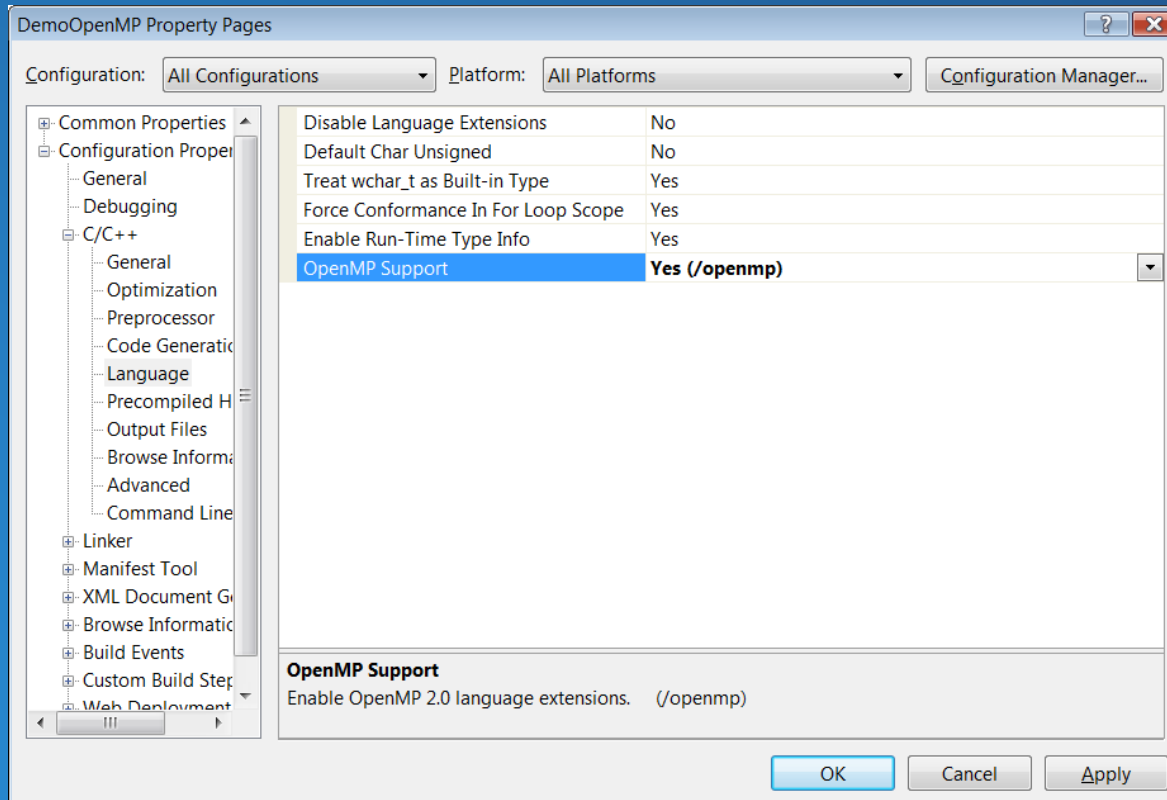 DemoOpenMP Property Pages
Configuration: All Configurations Platform: All Platforms Configuration Manager...
Common Properties
Configuration Proper
General
Debugging
C/C++
General
Optimization
Preprocessor
Code Generatic
Language
Precompiled H
Output Files
Browse Informa
Advanced
Command Line
Linker
Manifest Tool
XML Document Ge
Browse Informatic
Build Events
Custom Build Step
Web Deployment
Disable Language Extensions No
Default Char Unsigned No
Treat wchar_t as Built-in Type Yes
Force Conformance In For Loop Scope Yes
Enable Run-Time Type Info Yes
OpenMP Support Yes (/openmp)
OpenMP Support
Enable OpenMP 2.0 language extensions. (/openmp)
OK Cancel Apply